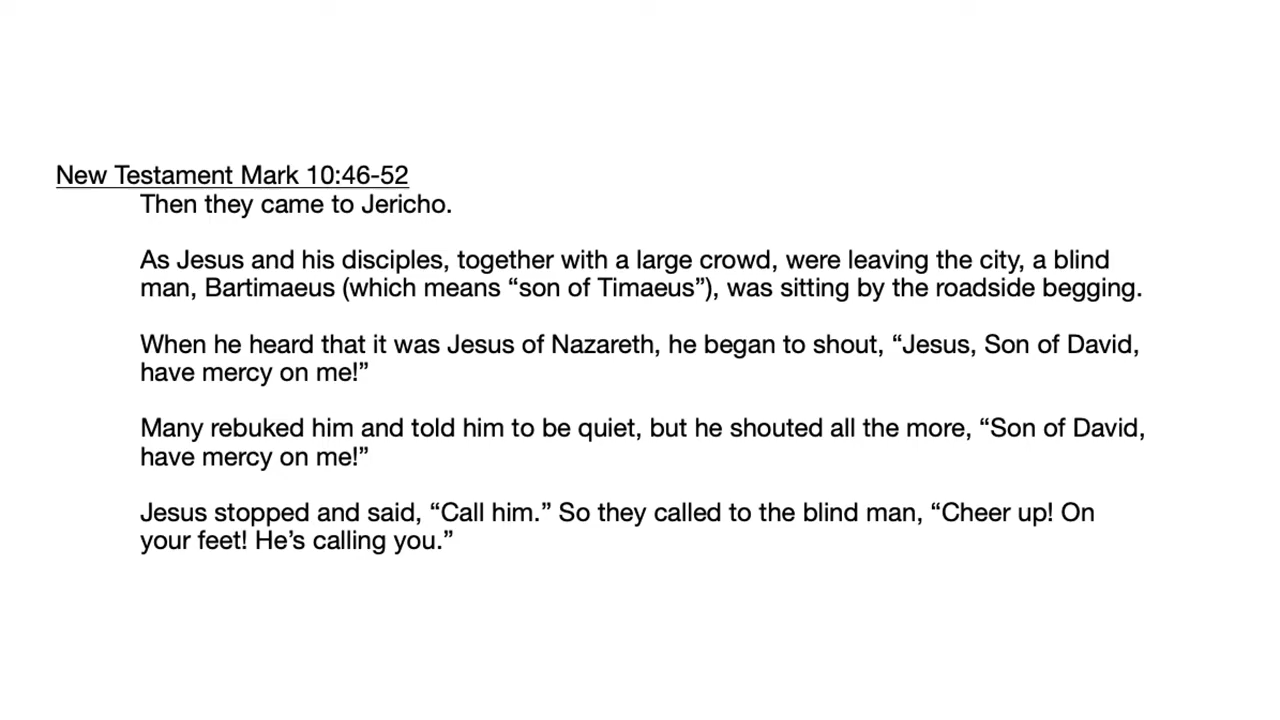 New Testament Mark 10:46-52
Then they came to Jericho.
As Jesus and his disciples, together with a large crowd, were leaving the city, a blind
man, Bartimaeus (which means “son of Timaeus”), was sitting by the roadside begging.
When he heard that it was Jesus of Nazareth, he began to shout, “Jesus, Son of David,
have mercy on me!”
Many rebuked him and told him to be quiet, but he shouted all the more, “Son of David,
have mercy on me!”
Jesus stopped and said, “Call him.” So they called to the blind man, “Cheer up! On
your feet! He’s calling you.”